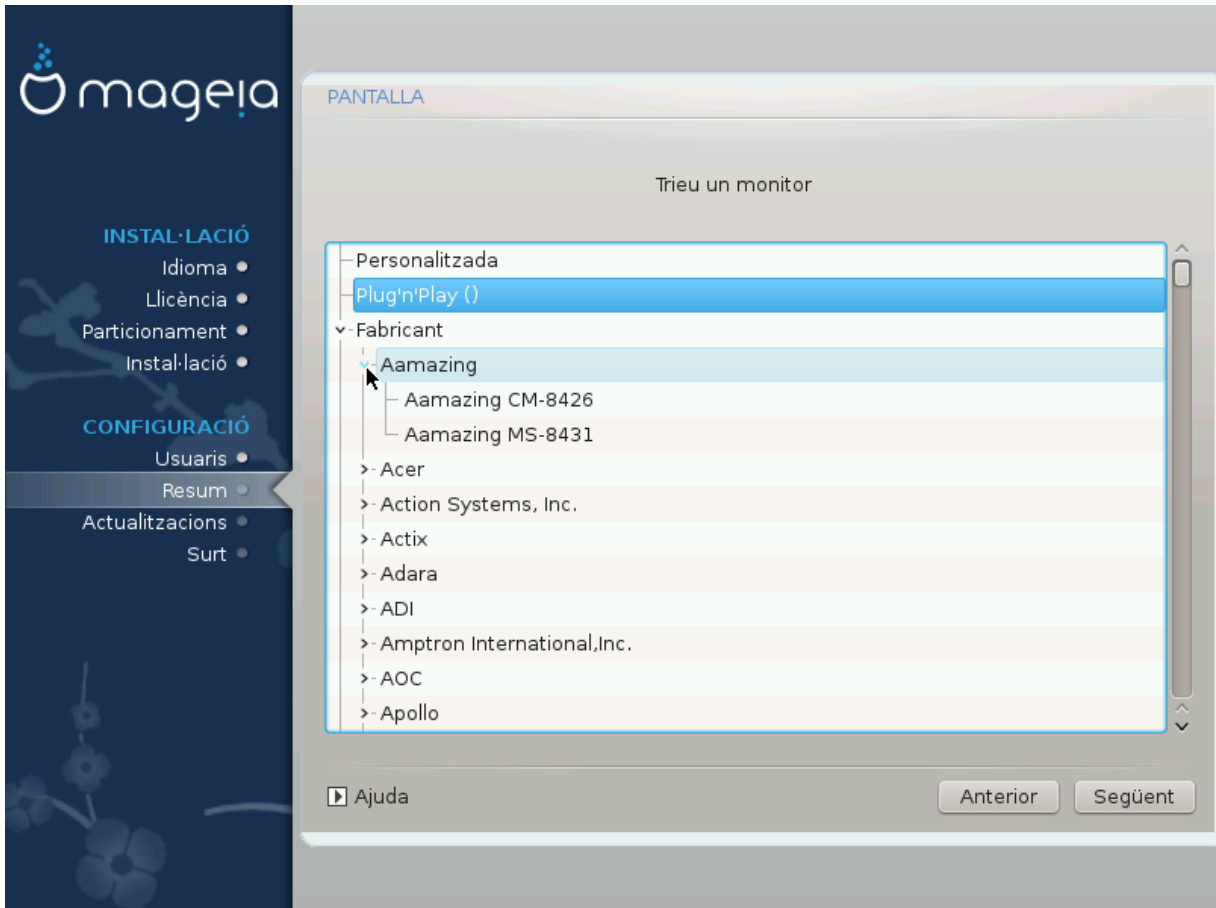 mageia
INSTAL·LACIÓ
Idioma
Llicència
Particionament
Instal·lació
CONFIGURACIÓ
Usuaris
Resum
Actualitzacions
Surt
PANTALLA
Trieu un monitor
Personalitzada
Plug'n'Play ()
Fabricant
Aamazing
Aamazing CM-8426
Aamazing MS-8431
Acer
Action Systems, Inc.
Actix
Adara
ADI
Amptron International,Inc.
AOC
Apollo
Ajuda
Anterior
Següent